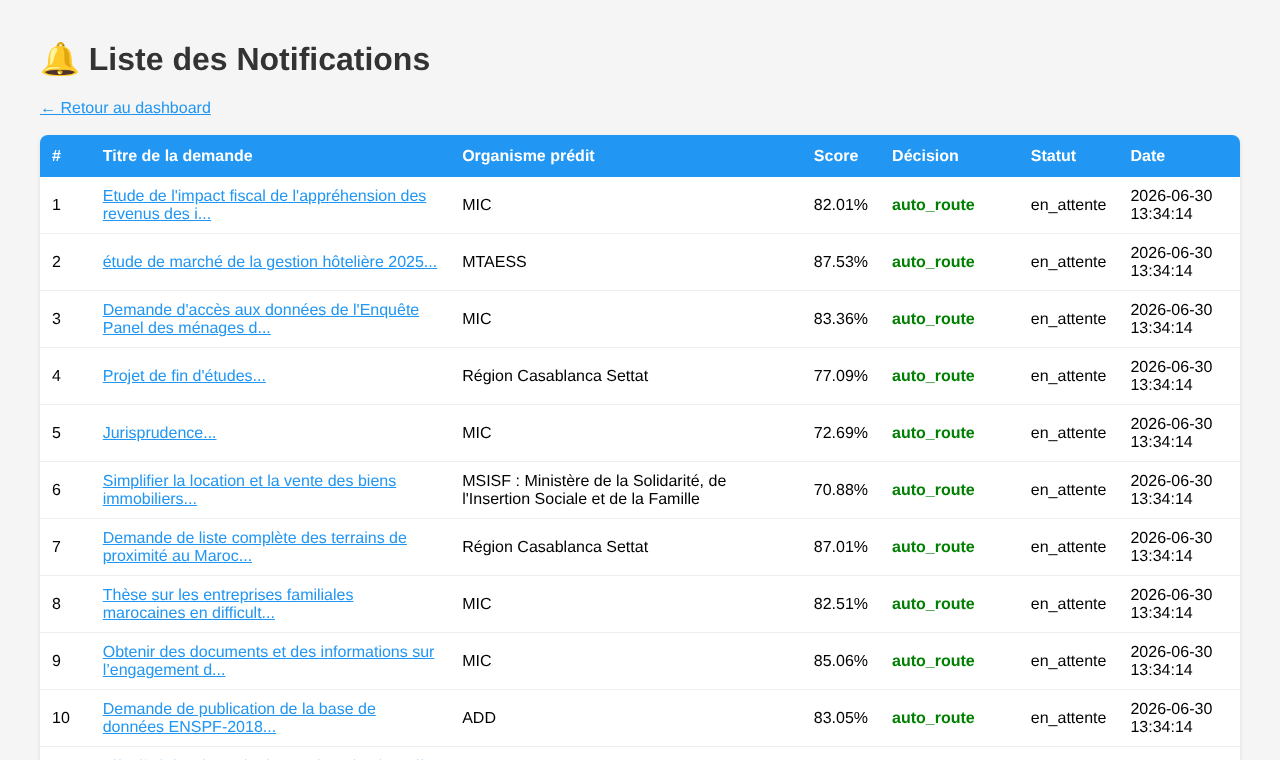 🔔 Liste des Notifications
← Retour au dashboard
# Titre de la demande Organisme prédit Score Décision Statut Date
1 Etude de l'impact fiscal de l'appréhension des revenus des i... MIC 82.01% auto_route en_attente 2026-06-30 13:34:14
2 étude de marché de la gestion hôtelière 2025... MTAESS 87.53% auto_route en_attente 2026-06-30 13:34:14
3 Demande d'accès aux données de l'Enquête Panel des ménages d... MIC 83.36% auto_route en_attente 2026-06-30 13:34:14
4 Projet de fin d'études... Région Casablanca Settat 77.09% auto_route en_attente 2026-06-30 13:34:14
5 Jurisprudence... MIC 72.69% auto_route en_attente 2026-06-30 13:34:14
6 Simplifier la location et la vente des biens immobiliers... MSISF : Ministère de la Solidarité, de l'Insertion Sociale et de la Famille 70.88% auto_route en_attente 2026-06-30 13:34:14
7 Demande de liste complète des terrains de proximité au Maroc... Région Casablanca Settat 87.01% auto_route en_attente 2026-06-30 13:34:14
8 Thèse sur les entreprises familiales marocaines en difficult... MIC 82.51% auto_route en_attente 2026-06-30 13:34:14
9 Obtenir des documents et des informations sur l'engagement d... MIC 85.06% auto_route en_attente 2026-06-30 13:34:14
10 Demande de publication de la base de données ENSPF-2018... ADD 83.05% auto_route en_attente 2026-06-30 13:34:14